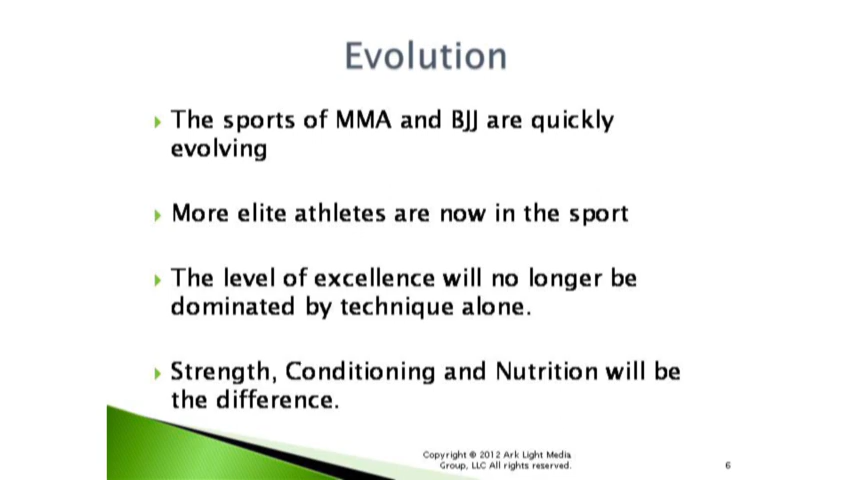 Evolution
The sports of MMA and BJJ are quickly
evolving
More elite athletes are now in the sport
The level of excellence will no longer be
dominated by technique alone.
Strength, Conditioning and Nutrition will be
the difference.
Copyright © 2012 Ark Light Media
Group, LLC All rights reserved.
6